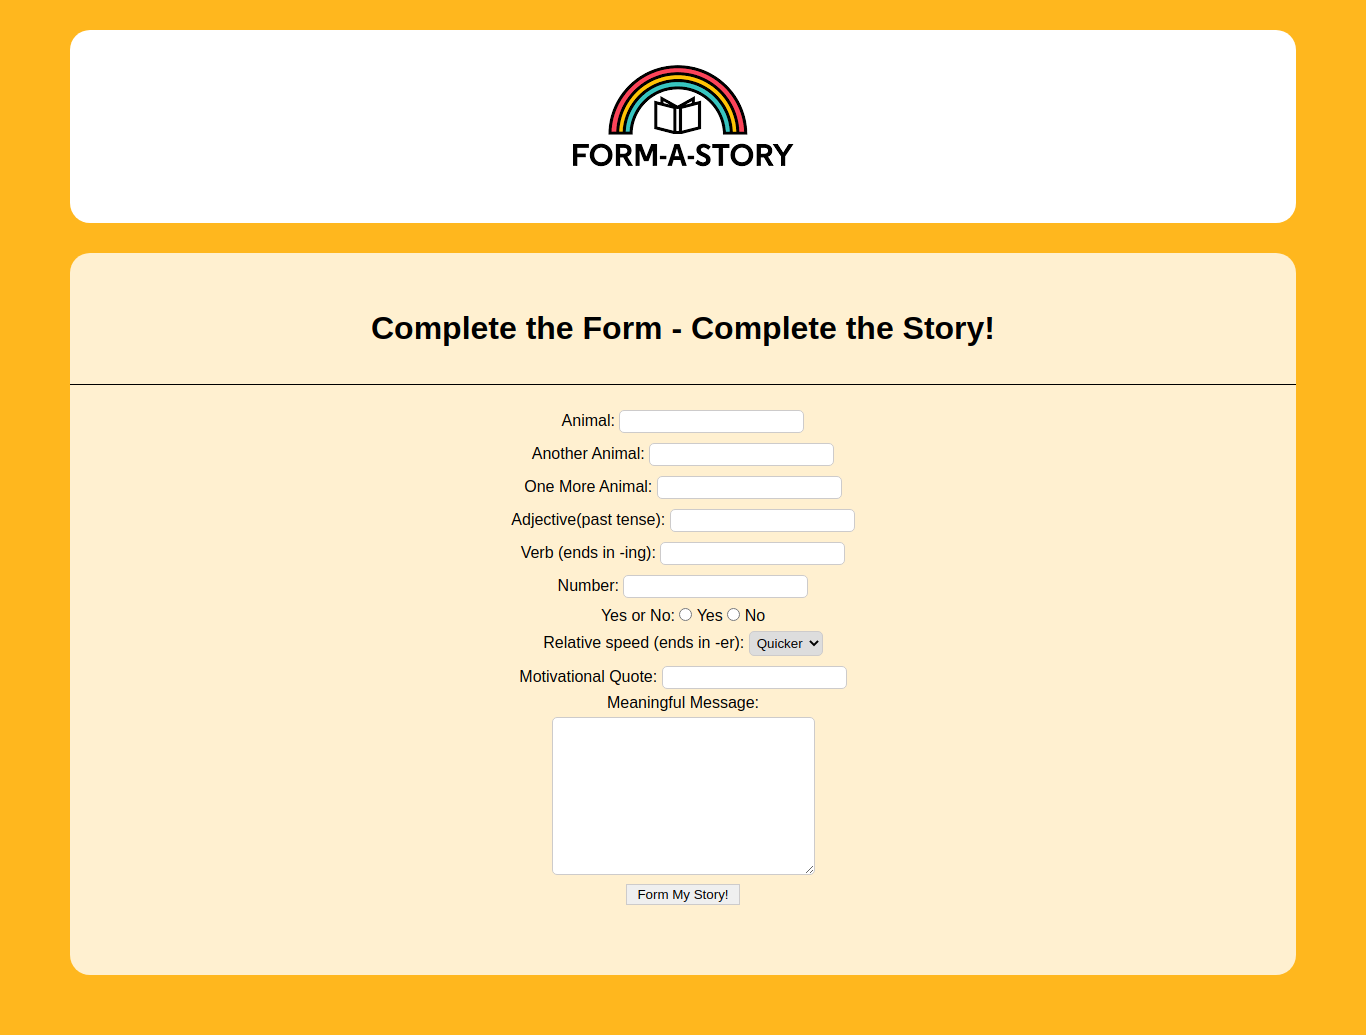 FORM-A-STORY
Complete the Form - Complete the Story!
Animal:
Another Animal:
One More Animal:
Adjective(past tense):
Verb (ends in -ing):
Number:
Yes or No: Yes No
Relative speed (ends in -er): Quicker
Motivational Quote:
Meaningful Message:
Form My Story!